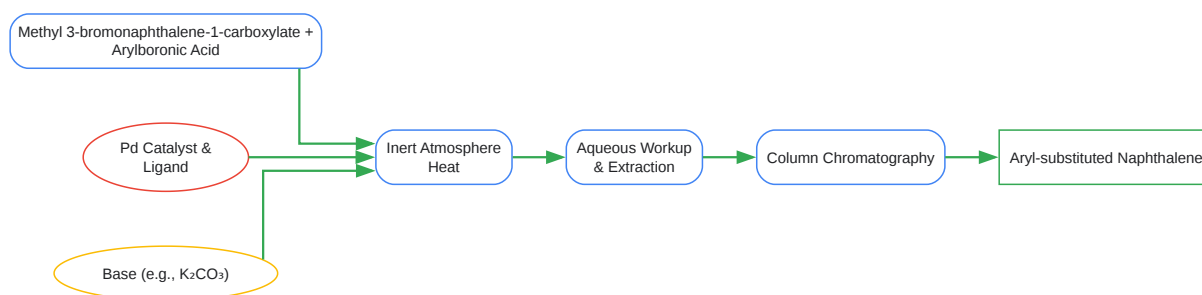 Methyl 3-bromonaphthalene-1-carboxylate +
Arylboronic Acid
Pd Catalyst &
Ligand
Base (e.g., K₂CO₃)
Inert Atmosphere
Heat
Aqueous Workup
& Extraction
Column Chromatography
Aryl-substituted Naphthalene